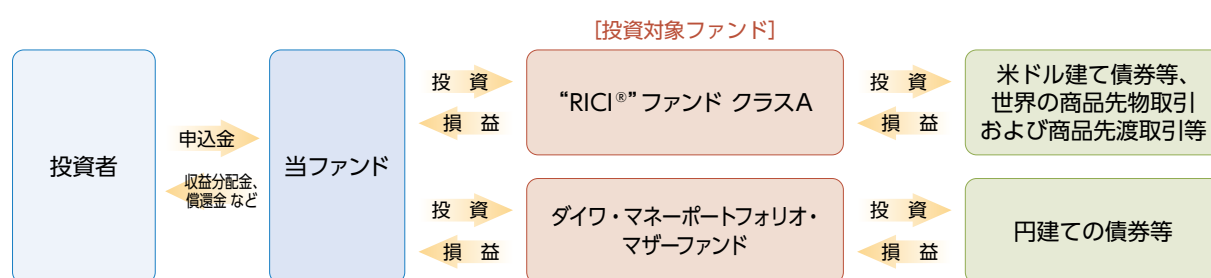 [投資対象ファンド]
投資者
申込金
収益分配金、
償還金 など
当ファンド
投 資
損 益
“RICI®”ファンド クラスA
投 資
損 益
米ドル建て債券等、
世界の商品先物取引
および商品先渡取引等
投 資
損 益
ダイワ・マネーポートフォリオ・
マザーファンド
投 資
損 益
円建ての債券等